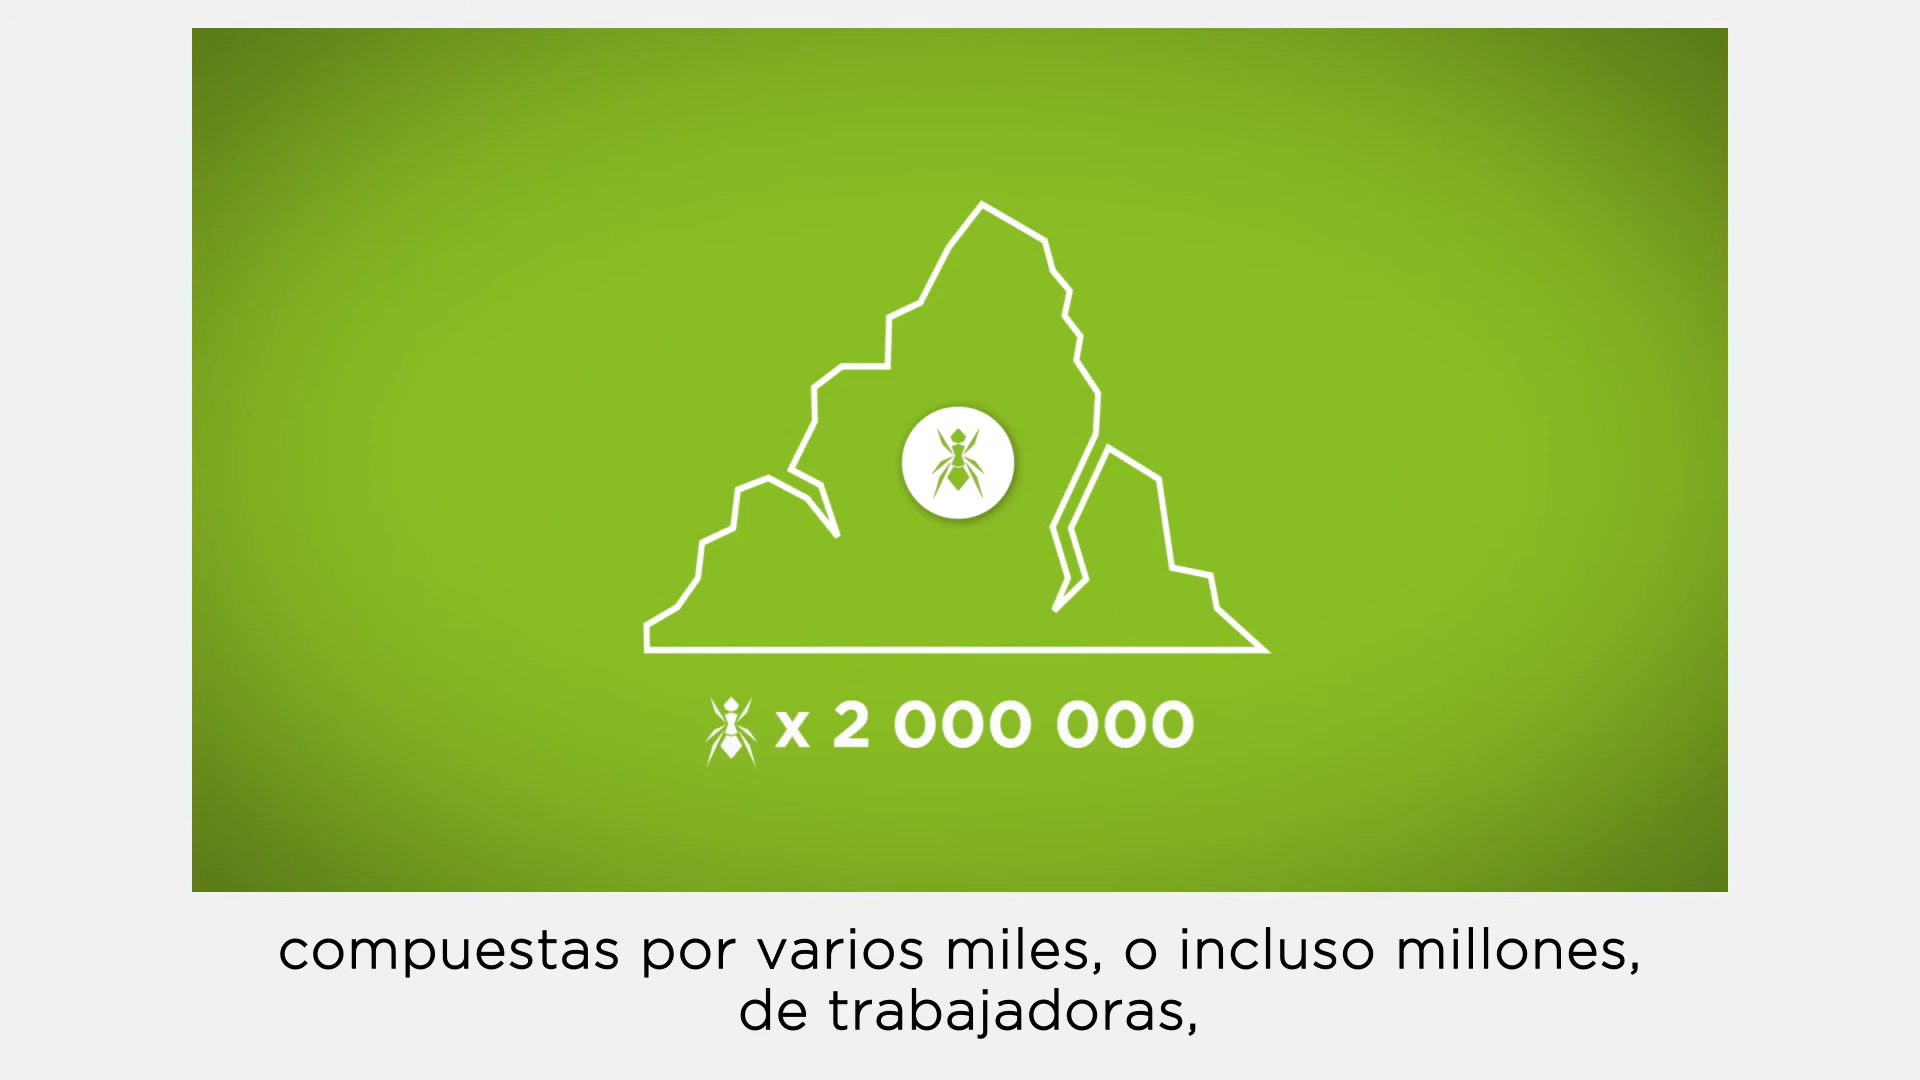 x 2 000 000
compuestas por varios miles, o incluso millones,
de trabajadoras,